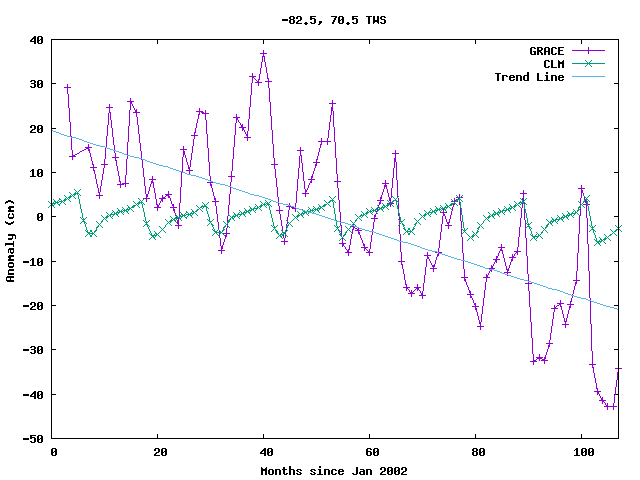 -82.5, 70.5 TWS
GRACE
CLM
Trend Line
40
30
20
10
0
-10
-20
-30
-40
-50
Anomaly (cm)
0 20 40 60 80 100
Months since Jan 2002